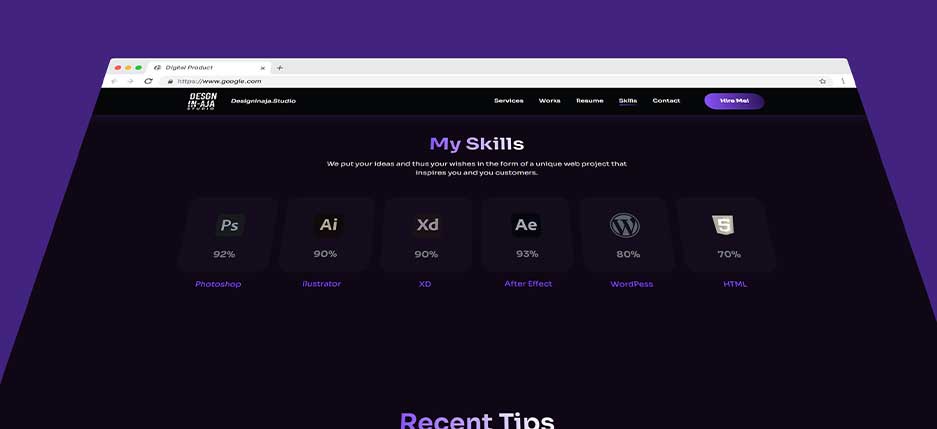 Digital Product
https://www.google.com
DESGN
IN-AJA
STUDIO
Designinaja.Studio
Services Works Resume Skills Contact Hire Me!
My Skills
We put your ideas and thus your wishes in the form of a unique web project that
inspires you and you customers.
Ps Ai Xd Ae W 5
92% 90% 90% 93% 80% 70%
Photoshop Ilustrator XD After Effect WordPess HTML
Recent Tips